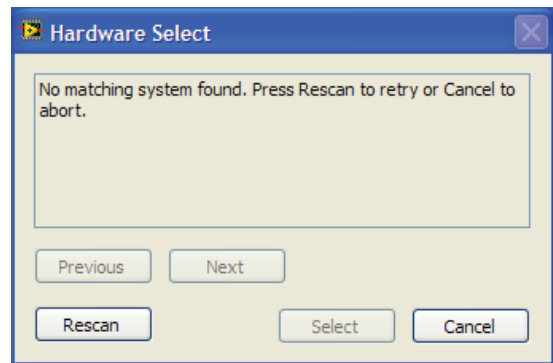 Hardware Select
No matching system found. Press Rescan to retry or Cancel to
abort.
Previous Next
Rescan Select Cancel